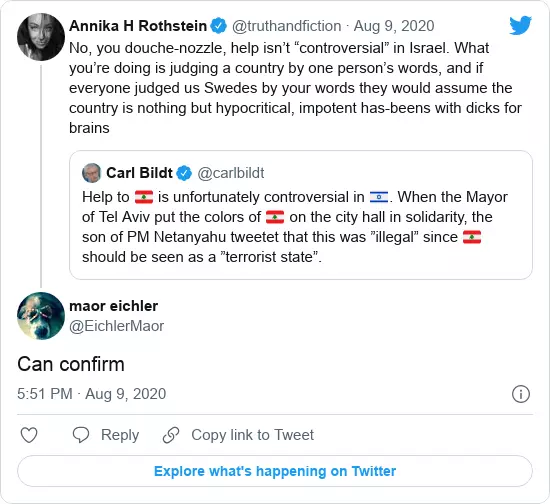 Annika H Rothstein @truthandfiction · Aug 9, 2020
No, you douche-nozzle, help isn’t “controversial” in Israel. What
you’re doing is judging a country by one person’s words, and if
everyone judged us Swedes by your words they would assume the
country is nothing but hypocritical, impotent has-beens with dicks for
brains
Carl Bildt @carlbildt
Help to 🇱🇧 is unfortunately controversial in 🇮🇱. When the Mayor
of Tel Aviv put the colors of 🇱🇧 on the city hall in solidarity, the
son of PM Netanyahu tweetet that this was ”illegal” since 🇱🇧
should be seen as a ”terrorist state”.
maor eichler
@EichlerMaor
Can confirm
5:51 PM · Aug 9, 2020
Reply Copy link to Tweet
Explore what's happening on Twitter